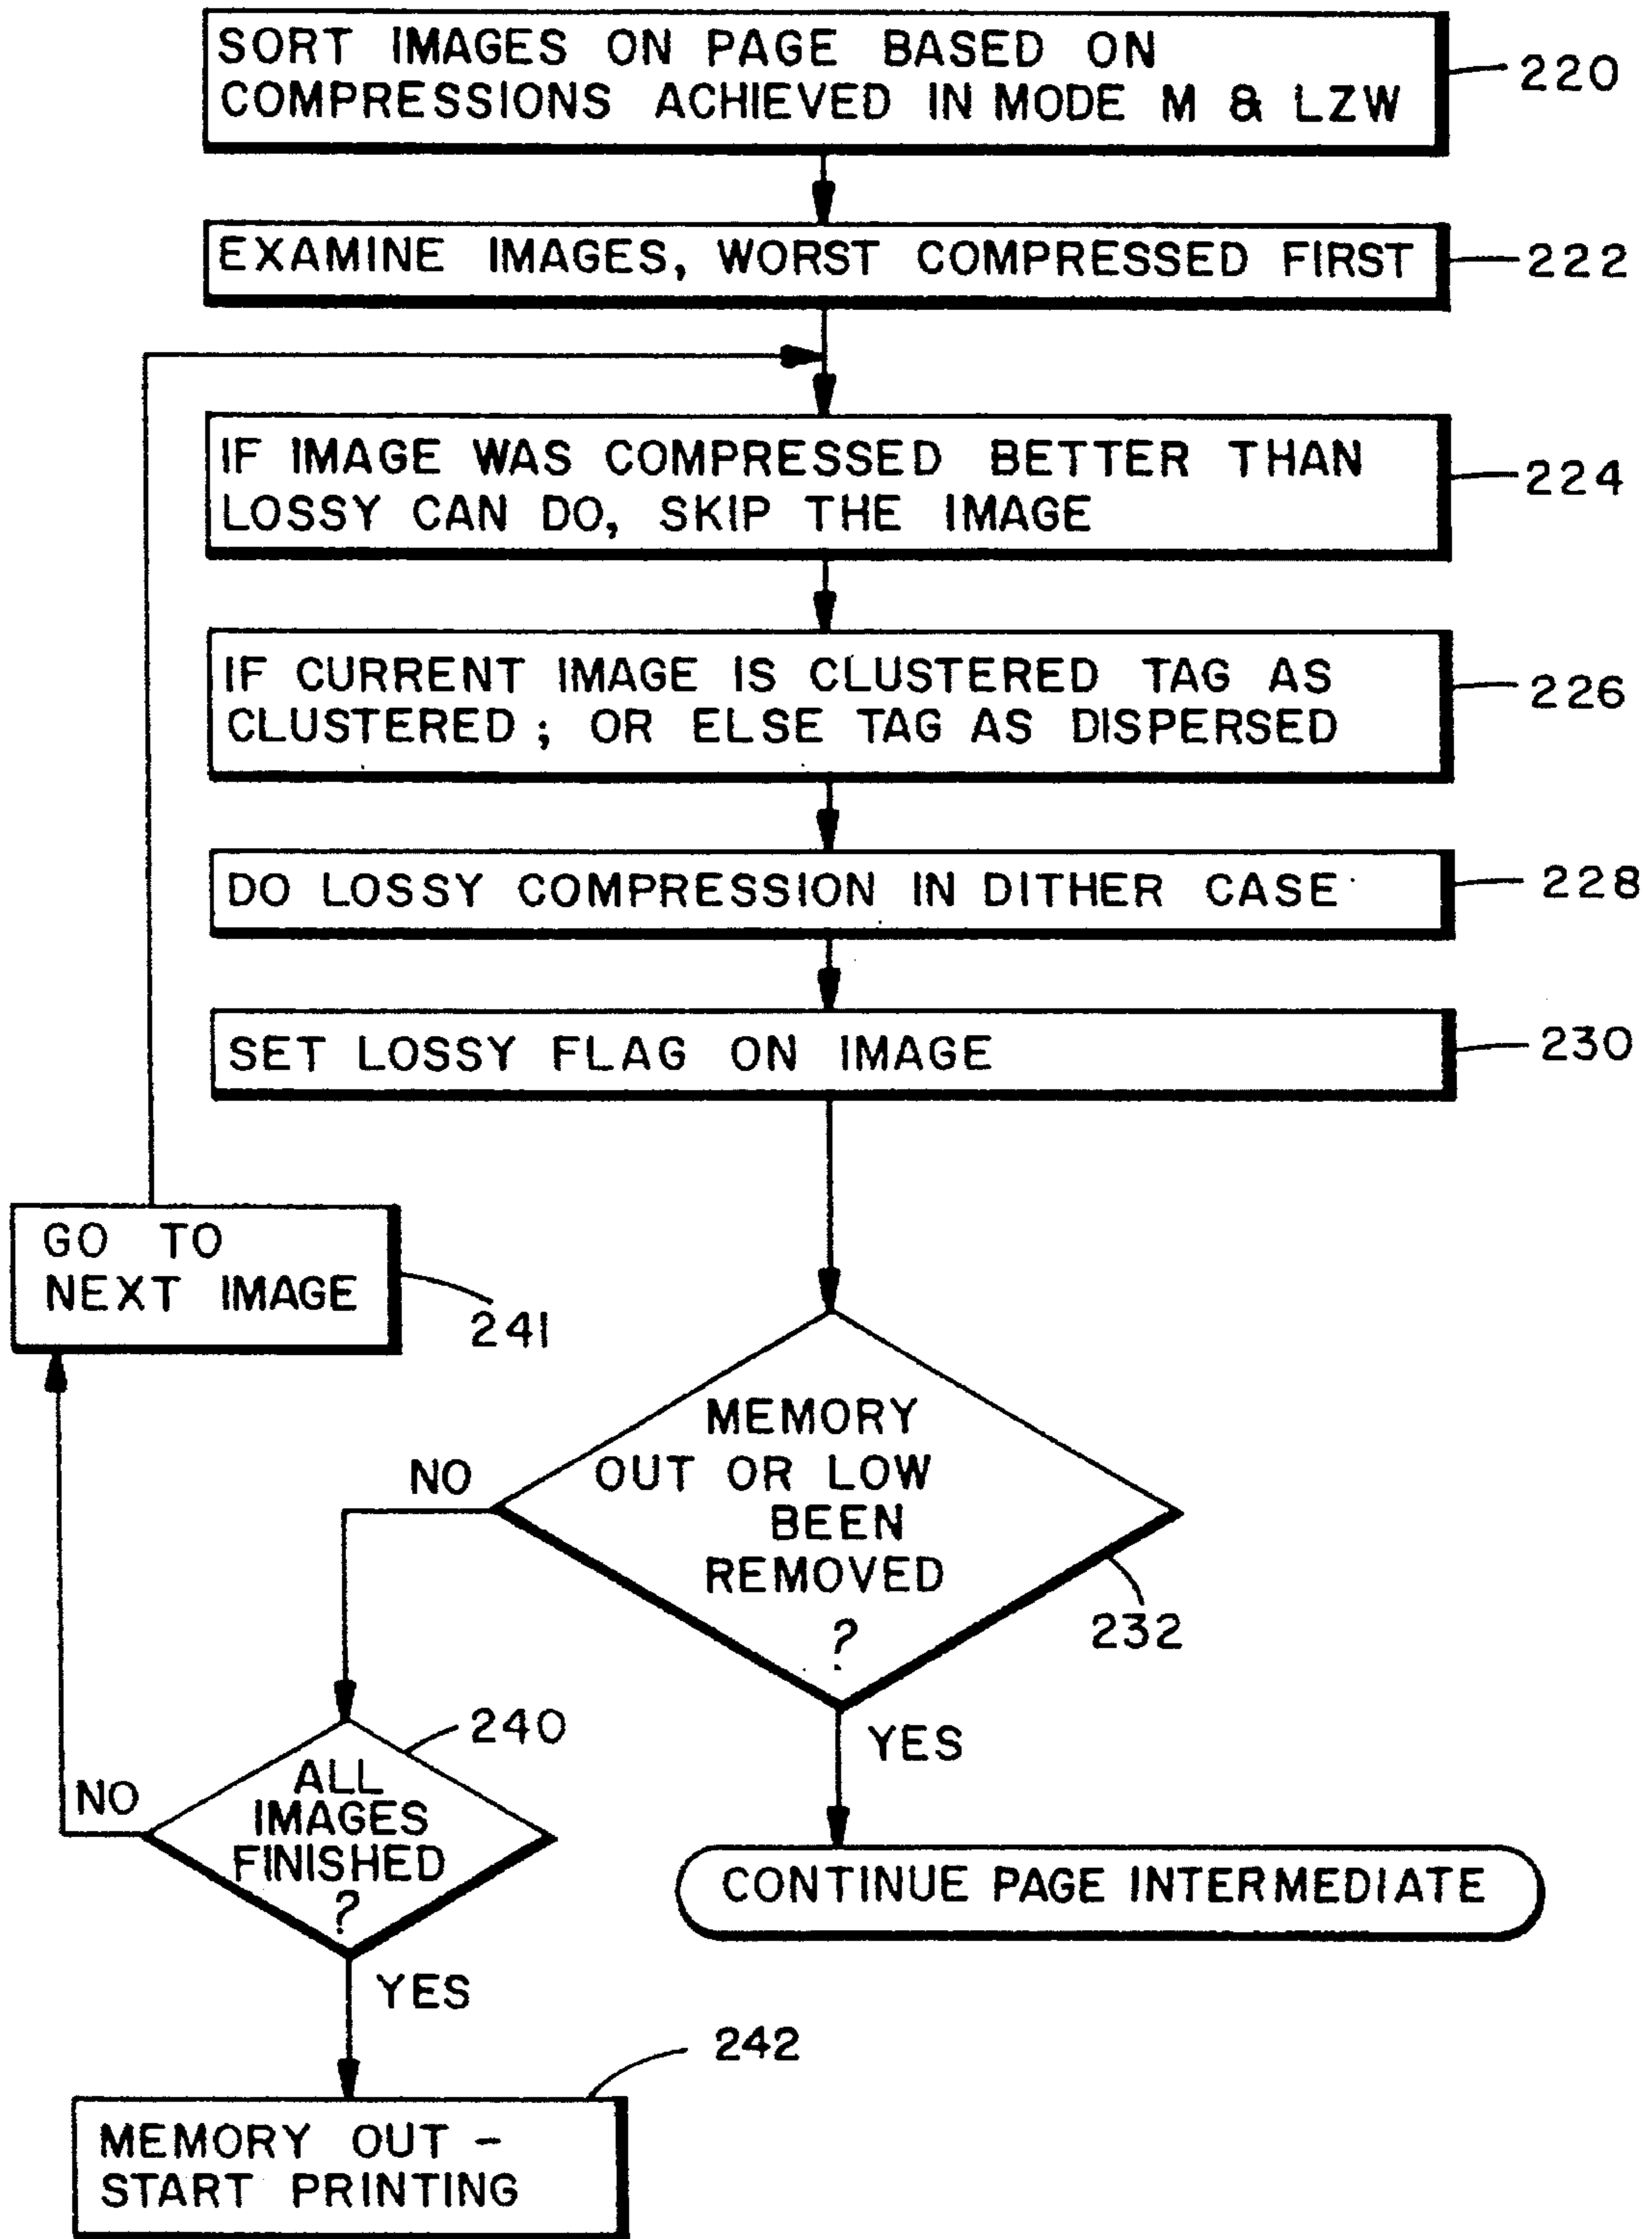 SORT IMAGES ON PAGE BASED ON
COMPRESSIONS ACHIEVED IN MODE M & LZW
220
EXAMINE IMAGES, WORST COMPRESSED FIRST
222
IF IMAGE WAS COMPRESSED BETTER THAN
LOSSY CAN DO, SKIP THE IMAGE
224
IF CURRENT IMAGE IS CLUSTERED TAG AS
CLUSTERED ; OR ELSE TAG AS DISPERSED
226
DO LOSSY COMPRESSION IN DITHER CASE
228
SET LOSSY FLAG ON IMAGE
230
GO TO
NEXT IMAGE
241
MEMORY
OUT OR LOW
BEEN
REMOVED
?
232
NO
YES
240
ALL
IMAGES
FINISHED
?
NO
CONTINUE PAGE INTERMEDIATE
YES
242
MEMORY OUT -
START PRINTING